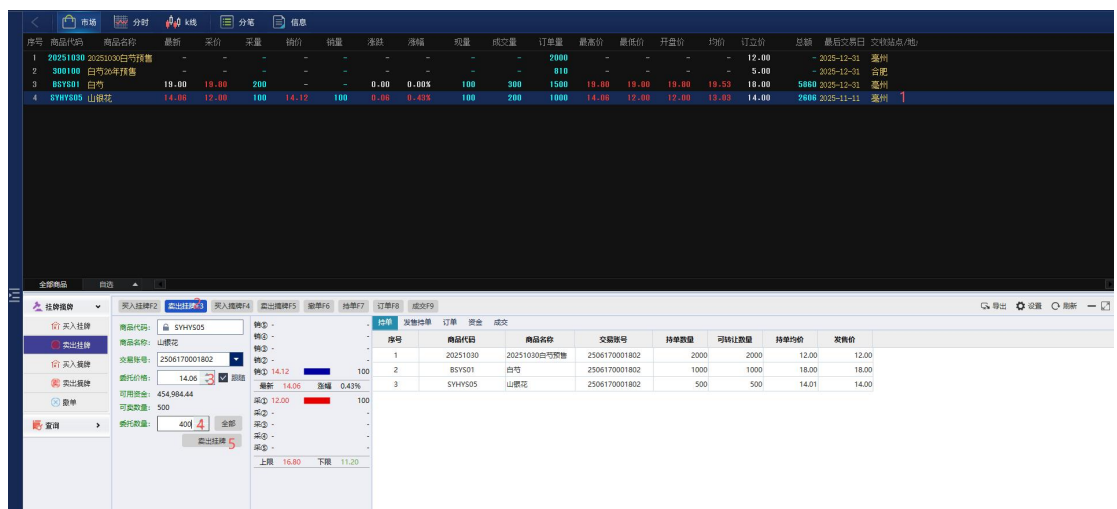 市场 分时 k线 分笔 信息
序号 商品代码 商品名称 最新 采价 采量 销价 销量 涨跌 涨幅 现量 成交量 订单量 最高价 最低价 开盘价 均价 订立价 总额 最后交易日 交收站点/地
1 20251030 20251030白芍预售 - - - - - - - - - 2000 - - - - 12.00 - 2025-12-31 亳州
2 300100 白芍26年预售 - - - - - - - - - 810 - - - - 5.00 - 2025-12-31 合肥
3 BSYS01 白芍 19.00 19.80 200 - - 0.00 0.00% 100 300 1500 19.80 19.00 19.80 19.53 18.00 5860 2025-12-31 亳州
4 SYHYS05 山银花 14.06 12.00 100 14.12 100 0.06 0.43% 100 200 1000 14.06 12.00 12.00 13.03 14.00 2606 2025-11-11 亳州 1
全部商品 自选
挂牌摘牌 买入挂牌F2 卖出挂牌F3 买入摘牌F4 卖出摘牌F5 撤单F6 持单F7 订单F8 成交F9 导出 设置 刷新
买入挂牌
卖出挂牌
买入摘牌
卖出摘牌
撤单
查询
商品代码: SYHYS05
商品名称: 山银花
交易账号: 2506170001802
委托价格: 14.06 3 跟随
可用资金: 454,984.44
可卖数量: 500
委托数量: 400 4 全部
卖出挂牌 5
销⑤ - -
销④ - -
销③ - -
销② - -
销① 14.12 100
最新 14.06 涨幅 0.43%
采① 12.00 100
采② - -
采③ - -
采④ - -
采⑤ - -
上限 16.80 下限 11.20
持单 发售持单 订单 资金 成交
序号 商品代码 商品名称 交易账号 持单数量 可转让数量 持单均价 发售价
1 20251030 20251030白芍预售 2506170001802 2000 2000 12.00 12.00
2 BSYS01 白芍 2506170001802 1000 1000 18.00 18.00
3 SYHYS05 山银花 2506170001802 500 500 14.01 14.00